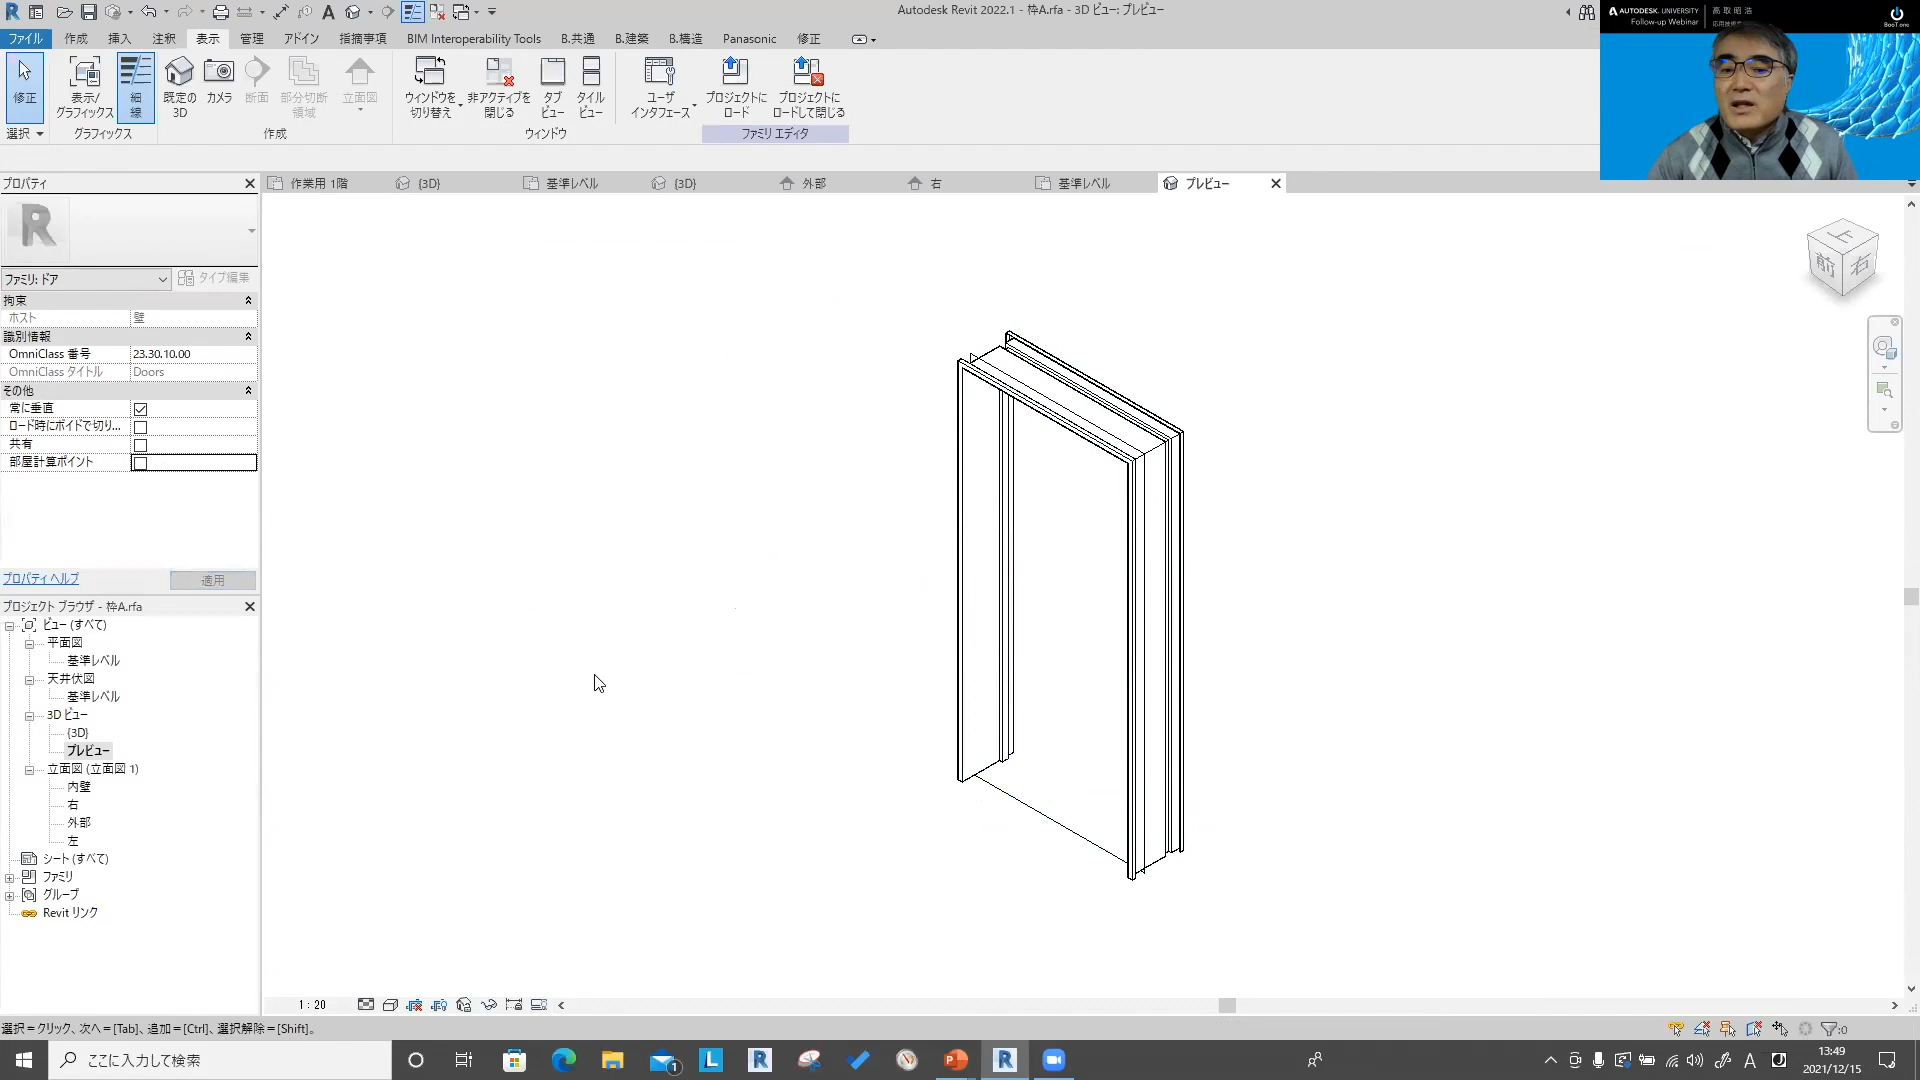 Autodesk Revit 2022.1 - 枠A.rfa - 3D ビュー: プレビュー
AUTODESK. UNIVERSITY
Follow-up Webinar
高取昭浩
応用技術
BooT.one
ファイル 作成 挿入 注釈 表示 管理 アドイン 指摘事項 BIM Interoperability Tools B.共通 B.建築 B.構造 Panasonic 修正
修正
表示/
グラフィックス
細
線
既定の
3D
カメラ
断面
部分切断
領域
立面図
ウィンドウを
切り替え
非アクティブを
閉じる
タブ
ビュー
タイル
ビュー
ユーザ
インタフェース
プロジェクトに
ロード
プロジェクトに
ロードして閉じる
選択 グラフィックス 作成 ウィンドウ ファミリ エディタ
プロパティ
作業用 1階 {3D} 基準レベル {3D} 外部 右 基準レベル プレビュー
R
ファミリ: ドア タイプ編集
拘束
ホスト 壁
識別情報
OmniClass 番号 23.30.10.00
OmniClass タイトル Doors
その他
常に垂直
ロード時にボイドで切り...
共有
部屋計算ポイント
プロパティ ヘルプ 適用
プロジェクト ブラウザ - 枠A.rfa
ビュー (すべて)
平面図
基準レベル
天井伏図
基準レベル
3D ビュー
{3D}
プレビュー
立面図 (立面図 1)
内壁
右
外部
左
シート (すべて)
ファミリ
グループ
Revit リンク
上
前 右
1 : 20
選択＝クリック、次へ＝[Tab]、追加＝[Ctrl]、選択解除＝[Shift]。
:0
ここに入力して検索
13:49
2021/12/15